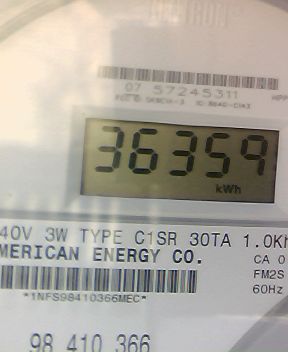 07 57245311
36359
kWh
40V 3W TYPE C1SR 30TA 1.0Kh
MERICAN ENERGY CO.
CA 0
FM2S
*1NFS98410366MEC*
60Hz
98 410 366